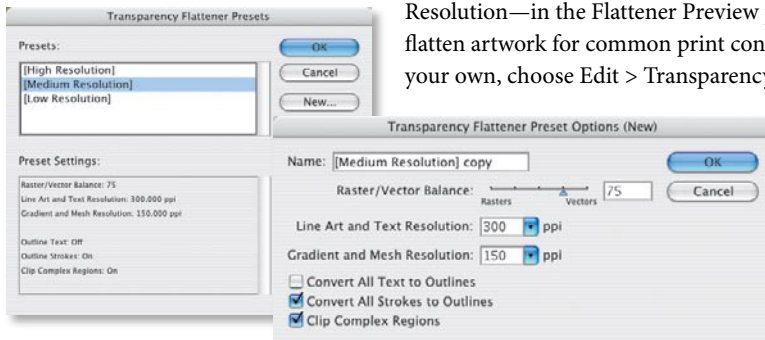 Resolution—in the Flattener Preview
flatten artwork for common print con
your own, choose Edit > Transparency
Transparency Flattener Presets
Presets:
[High Resolution]
[Medium Resolution]
[Low Resolution]
OK
Cancel
New...
Preset Settings:
Raster/Vector Balance: 75
Line Art and Text Resolution: 300.000 ppi
Gradient and Mesh Resolution: 150.000 ppi
Outline Text: Off
Outline Strokes: On
Clip Complex Regions: On
Transparency Flattener Preset Options (New)
Name: [Medium Resolution] copy
OK
Raster/Vector Balance: 75
Cancel
Rasters Vectors
Line Art and Text Resolution: 300 ppi
Gradient and Mesh Resolution: 150 ppi
Convert All Text to Outlines
Convert All Strokes to Outlines
Clip Complex Regions